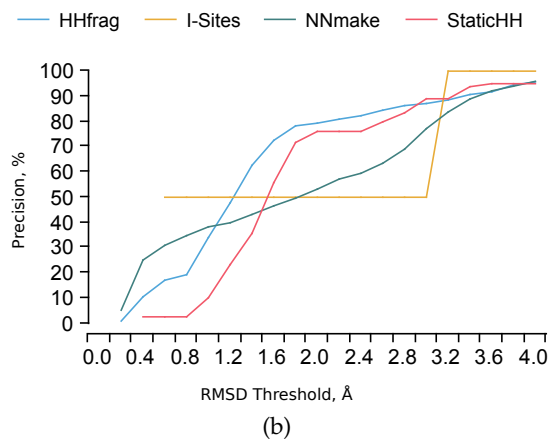 HHfrag I-Sites NNmake StaticHH
100
90
80
70
60
50
40
30
20
10
0
Precision, %
0.0 0.4 0.8 1.2 1.6 2.0 2.4 2.8 3.2 3.6 4.0
RMSD Threshold, Å
(b)